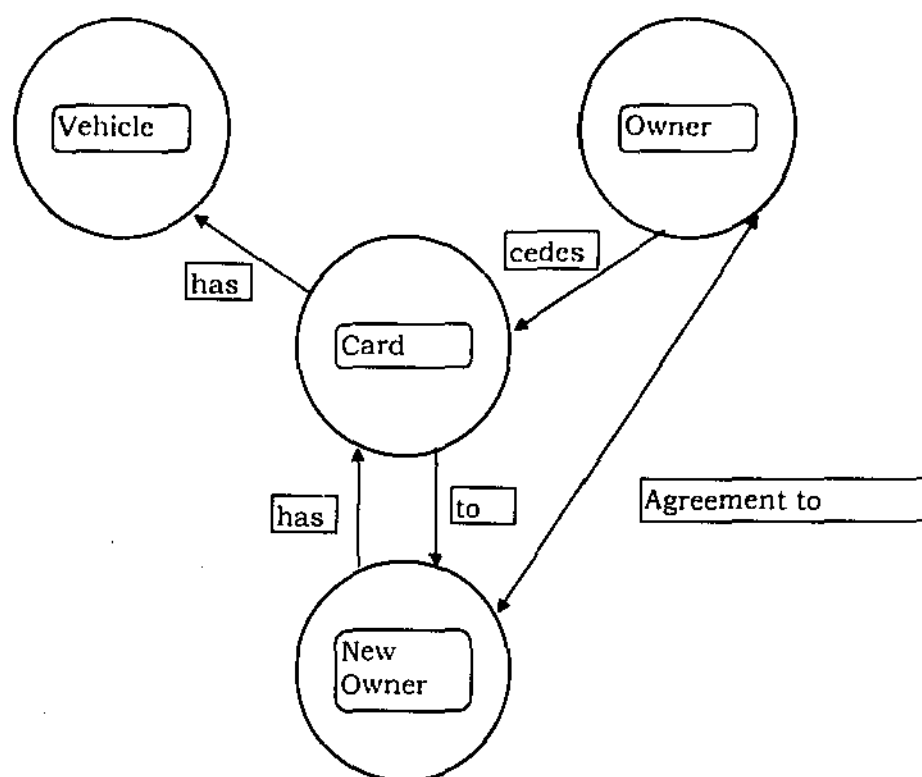 Vehicle
Owner
cedes
has
Card
has
to
Agreement to
New
Owner